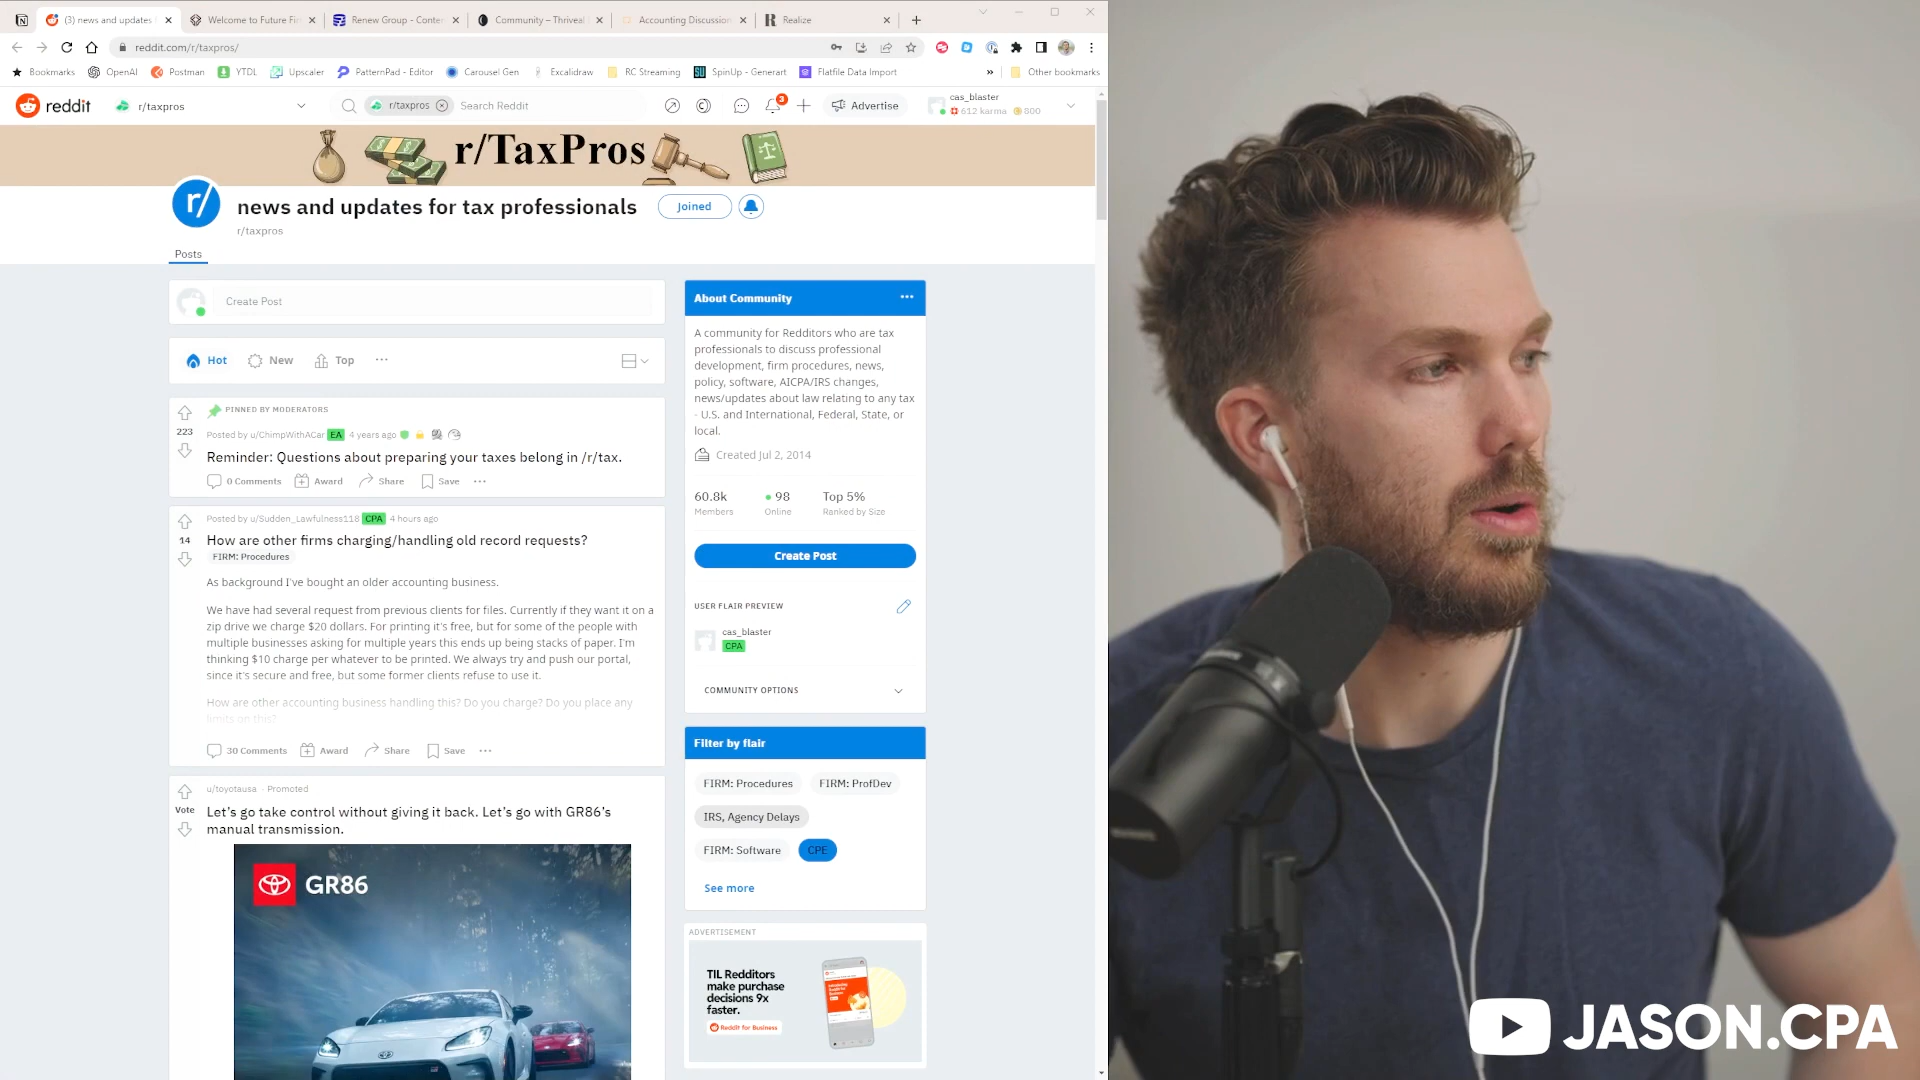 (3) news and updates
Welcome to Future Fir
Renew Group - Conten
Community – Thriveal
Accounting Discussion
Realize
reddit.com/r/taxpros/
Bookmarks
OpenAI
Postman
YTDL
Upscaler
PatternPad - Editor
Carousel Gen
Excalidraw
RC Streaming
SpinUp - Generart
Flatfile Data Import
»
Other bookmarks
reddit
r/taxpros
r/taxpros
Search Reddit
3
Advertise
cas_blaster
612 karma
800
r/TaxPros
r/
news and updates for tax professionals
Joined
r/taxpros
Posts
Create Post
Hot
New
Top
PINNED BY MODERATORS
223
Posted by u/ChimpWithACar EA 4 years ago
Reminder: Questions about preparing your taxes belong in /r/tax.
0 Comments
Award
Share
Save
Posted by u/Sudden_Lawfulness118 CPA 4 hours ago
14
How are other firms charging/handling old record requests?
FIRM: Procedures
As background I've bought an older accounting business.
We have had several request from previous clients for files. Currently if they want it on a
zip drive we charge $20 dollars. For printing it's free, but for some of the people with
multiple businesses asking for multiple years this ends up being stacks of paper. I'm
thinking $10 charge per whatever to be printed. We always try and push our portal,
since it's secure and free, but some former clients refuse to use it.
How are other accounting business handling this? Do you charge? Do you place any
limits on this?
30 Comments
Award
Share
Save
u/toyotausa · Promoted
Vote
Let's go take control without giving it back. Let's go with GR86's
manual transmission.
GR86
About Community
A community for Redditors who are tax
professionals to discuss professional
development, firm procedures, news,
policy, software, AICPA/IRS changes,
news/updates about law relating to any tax
- U.S. and International, Federal, State, or
local.
Created Jul 2, 2014
60.8k
98
Top 5%
Members
Online
Ranked by Size
Create Post
USER FLAIR PREVIEW
cas_blaster
CPA
COMMUNITY OPTIONS
Filter by flair
FIRM: Procedures
FIRM: ProfDev
IRS, Agency Delays
FIRM: Software
CPE
See more
ADVERTISEMENT
TIL Redditors
make purchase
decisions 9x
faster.
Reddit for Business
JASON.CPA